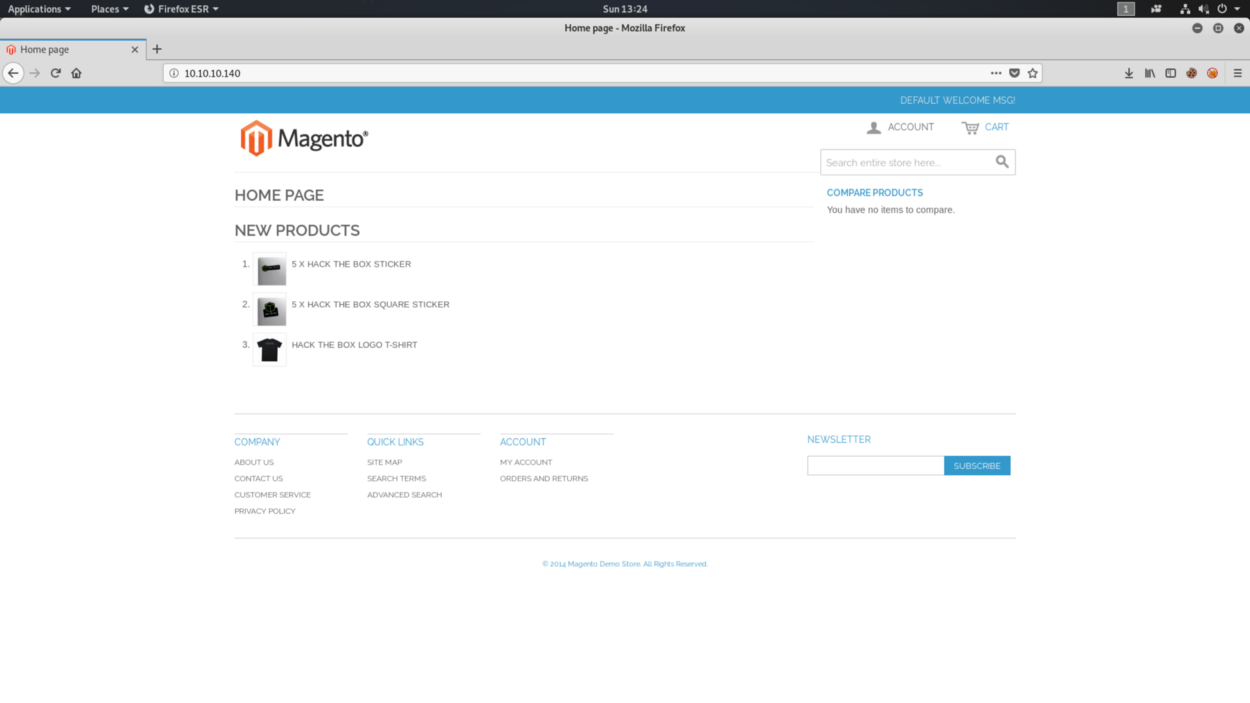 Applications Places Firefox ESR Sun 13:24 1
Home page - Mozilla Firefox
Home page
10.10.10.140
DEFAULT WELCOME MSG!
Magento® ACCOUNT CART
Search entire store here...
HOME PAGE
COMPARE PRODUCTS
You have no items to compare.
NEW PRODUCTS
1. 5 X HACK THE BOX STICKER
2. 5 X HACK THE BOX SQUARE STICKER
3. HACK THE BOX LOGO T-SHIRT
COMPANY QUICK LINKS ACCOUNT NEWSLETTER
ABOUT US SITE MAP MY ACCOUNT SUBSCRIBE
CONTACT US SEARCH TERMS ORDERS AND RETURNS
CUSTOMER SERVICE ADVANCED SEARCH
PRIVACY POLICY
© 2014 Magento Demo Store. All Rights Reserved.